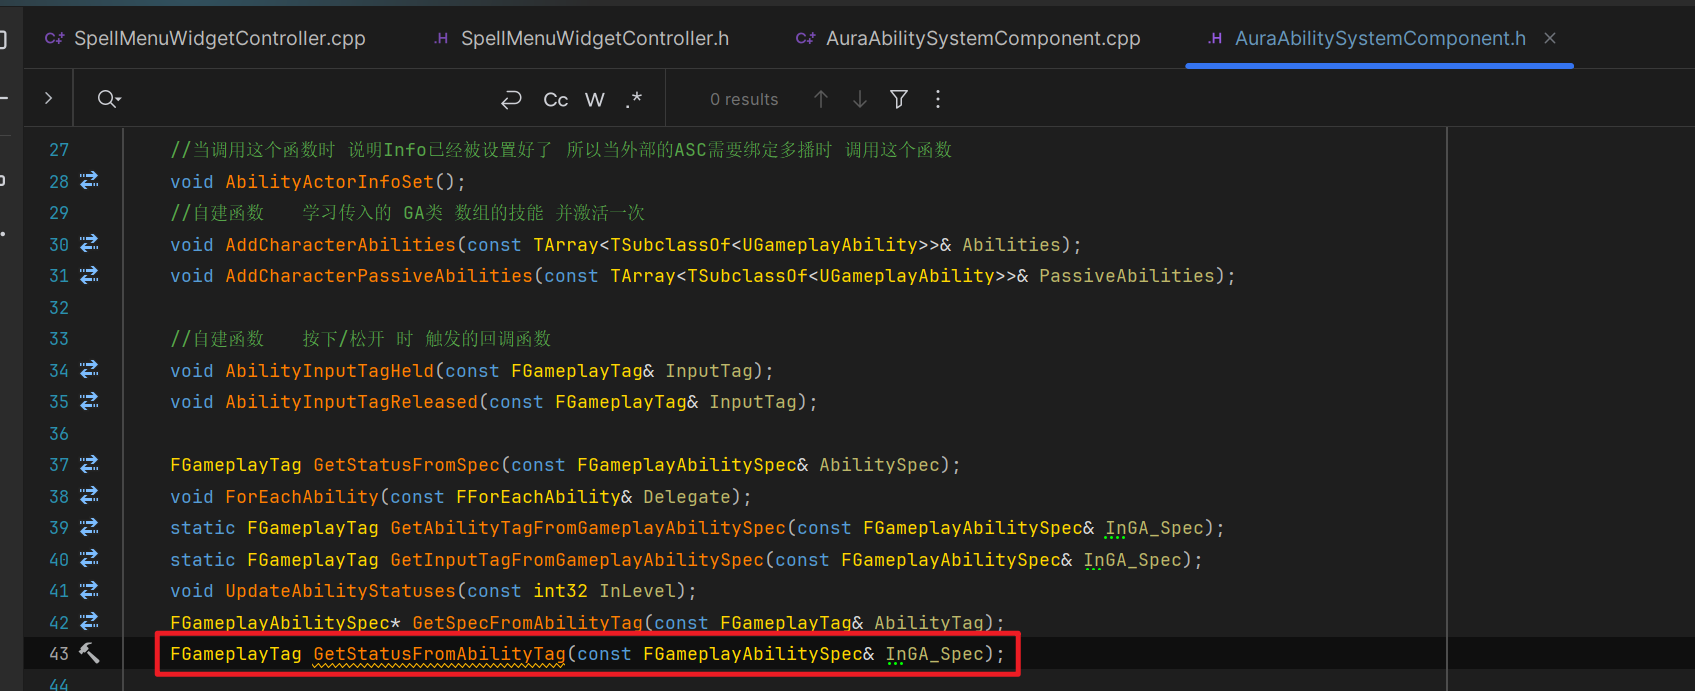 SpellMenuWidgetController.cpp SpellMenuWidgetController.h AuraAbilitySystemComponent.cpp AuraAbilitySystemComponent.h
Cc W .* 0 results
27 //当调用这个函数时 说明Info已经被设置好了 所以当外部的ASC需要绑定多播时 调用这个函数
28 void AbilityActorInfoSet();
29 //自建函数 学习传入的 GA类 数组的技能 并激活一次
30 void AddCharacterAbilities(const TArray<TSubclassOf<UGameplayAbility>>& Abilities);
31 void AddCharacterPassiveAbilities(const TArray<TSubclassOf<UGameplayAbility>>& PassiveAbilities);
32
33 //自建函数 按下/松开 时 触发的回调函数
34 void AbilityInputTagHeld(const FGameplayTag& InputTag);
35 void AbilityInputTagReleased(const FGameplayTag& InputTag);
36
37 FGameplayTag GetStatusFromSpec(const FGameplayAbilitySpec& AbilitySpec);
38 void ForEachAbility(const FForEachAbility& Delegate);
39 static FGameplayTag GetAbilityTagFromGameplayAbilitySpec(const FGameplayAbilitySpec& InGA_Spec);
40 static FGameplayTag GetInputTagFromGameplayAbilitySpec(const FGameplayAbilitySpec& InGA_Spec);
41 void UpdateAbilityStatuses(const int32 InLevel);
42 FGameplayAbilitySpec* GetSpecFromAbilityTag(const FGameplayTag& AbilityTag);
43 FGameplayTag GetStatusFromAbilityTag(const FGameplayAbilitySpec& InGA_Spec);
44